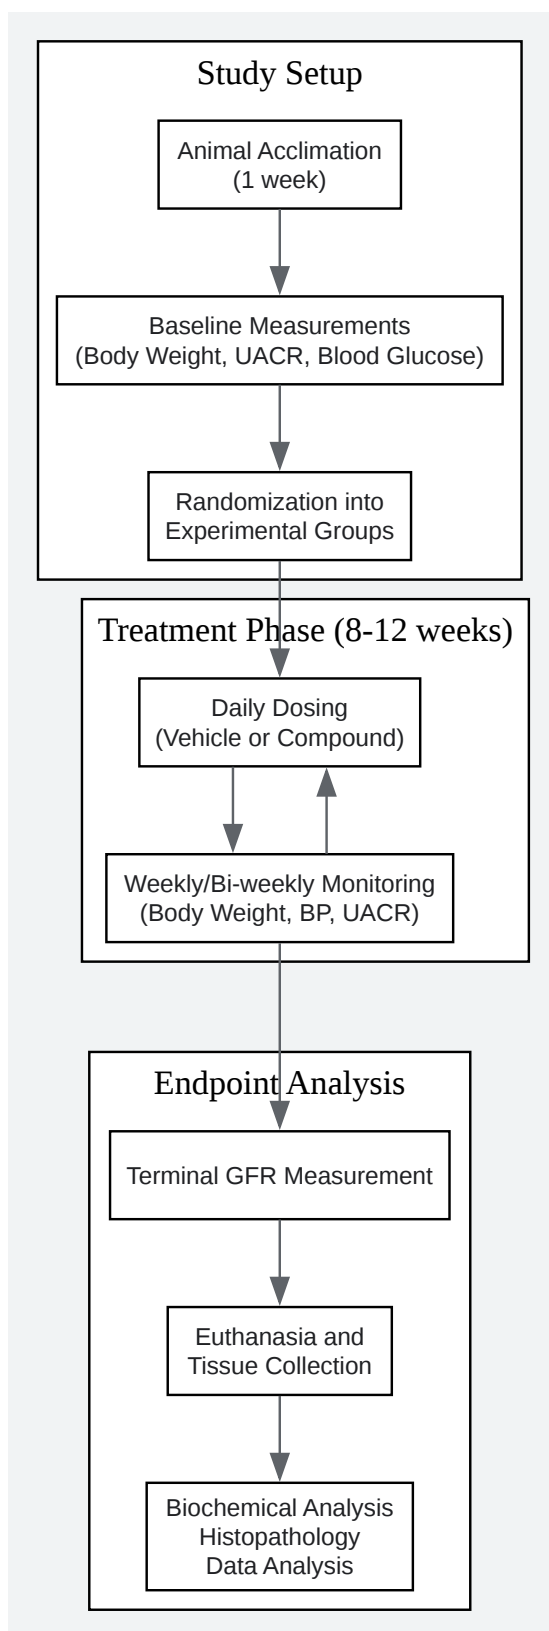 Study Setup
Animal Acclimation
(1 week)
Baseline Measurements
(Body Weight, UACR, Blood Glucose)
Randomization into
Experimental Groups
Treatment Phase (8-12 weeks)
Daily Dosing
(Vehicle or Compound)
Weekly/Bi-weekly Monitoring
(Body Weight, BP, UACR)
Endpoint Analysis
Terminal GFR Measurement
Euthanasia and
Tissue Collection
Biochemical Analysis
Histopathology
Data Analysis